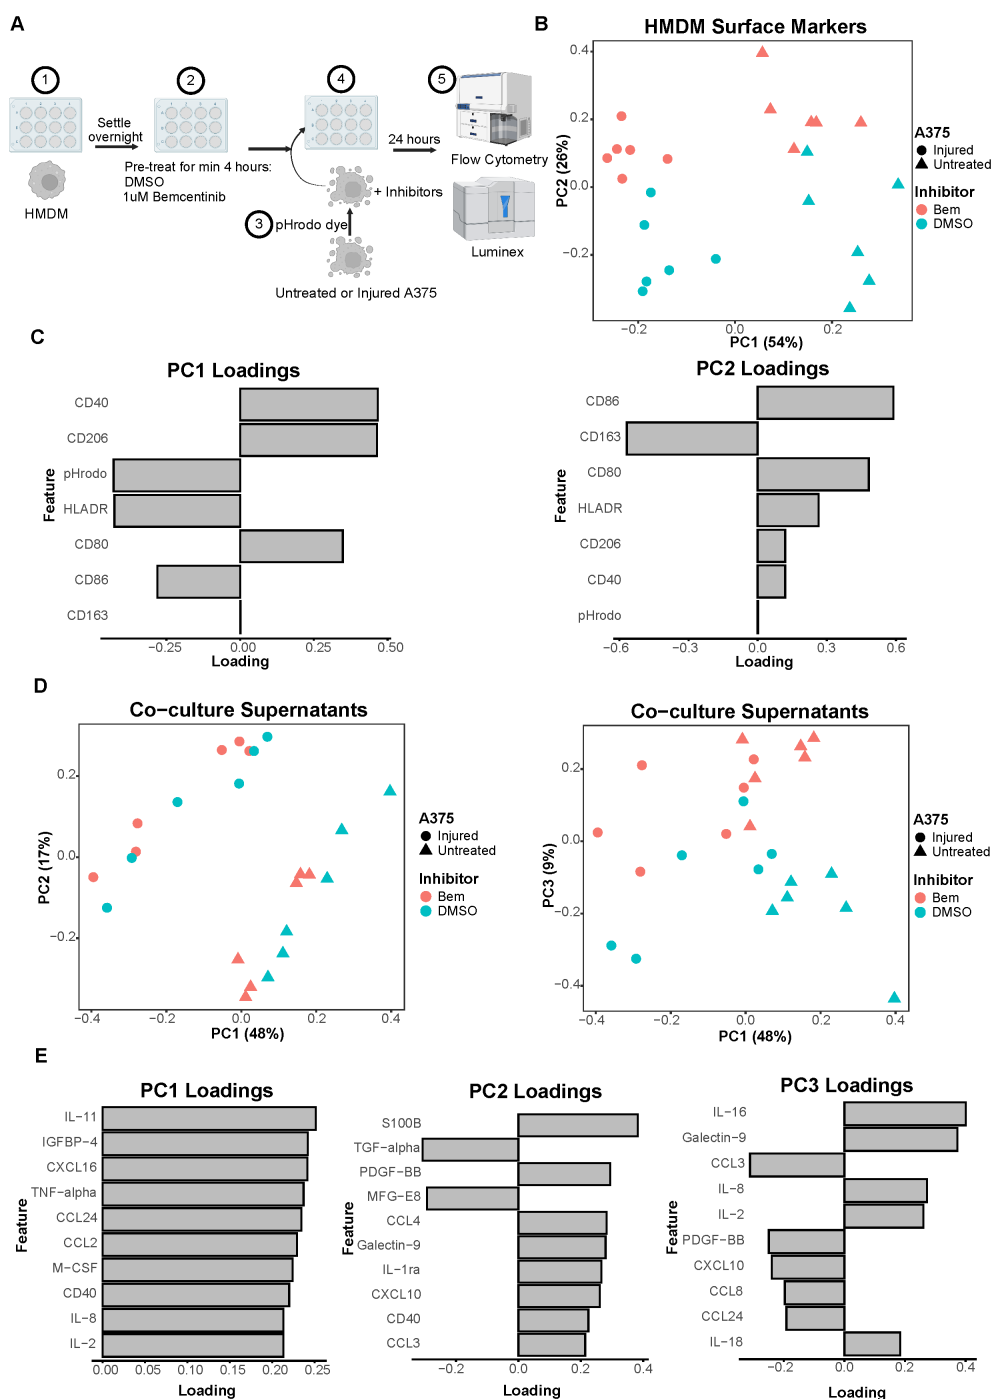 A
1
2
4
5
Settle
overnight
24 hours
Flow Cytometry
Pre-treat for min 4 hours:
DMSO
1uM Bemcentinib
+ Inhibitors
HMDM
3
pHrodo dye
Luminex
Untreated or Injured A375
B
HMDM Surface Markers
0.4
0.2
0.0
−0.2
PC2 (26%)
−0.2
0.0
0.2
PC1 (54%)
A375
Injured
Untreated
Inhibitor
Bem
DMSO
C
PC1 Loadings
Feature
CD40
CD206
pHrodo
HLADR
CD80
CD86
CD163
−0.25
0.00
0.25
0.50
Loading
PC2 Loadings
Feature
CD86
CD163
CD80
HLADR
CD206
CD40
pHrodo
−0.6
−0.3
0.0
0.3
0.6
Loading
D
Co−culture Supernatants
PC2 (17%)
0.2
0.0
−0.2
−0.4
−0.2
0.0
0.2
0.4
PC1 (48%)
A375
Injured
Untreated
Inhibitor
Bem
DMSO
Co−culture Supernatants
PC3 (9%)
0.2
0.0
−0.2
−0.4
−0.4
−0.2
0.0
0.2
0.4
PC1 (48%)
A375
Injured
Untreated
Inhibitor
Bem
DMSO
E
PC1 Loadings
Feature
IL−11
IGFBP−4
CXCL16
TNF−alpha
CCL24
CCL2
M−CSF
CD40
IL−8
IL−2
0.00
0.05
0.10
0.15
0.20
0.25
Loading
PC2 Loadings
Feature
S100B
TGF−alpha
PDGF−BB
MFG−E8
CCL4
Galectin−9
IL−1ra
CXCL10
CD40
CCL3
−0.2
0.0
0.2
0.4
Loading
PC3 Loadings
Feature
IL−16
Galectin−9
CCL3
IL−8
IL−2
PDGF−BB
CXCL10
CCL8
CCL24
IL−18
−0.2
0.0
0.2
0.4
Loading